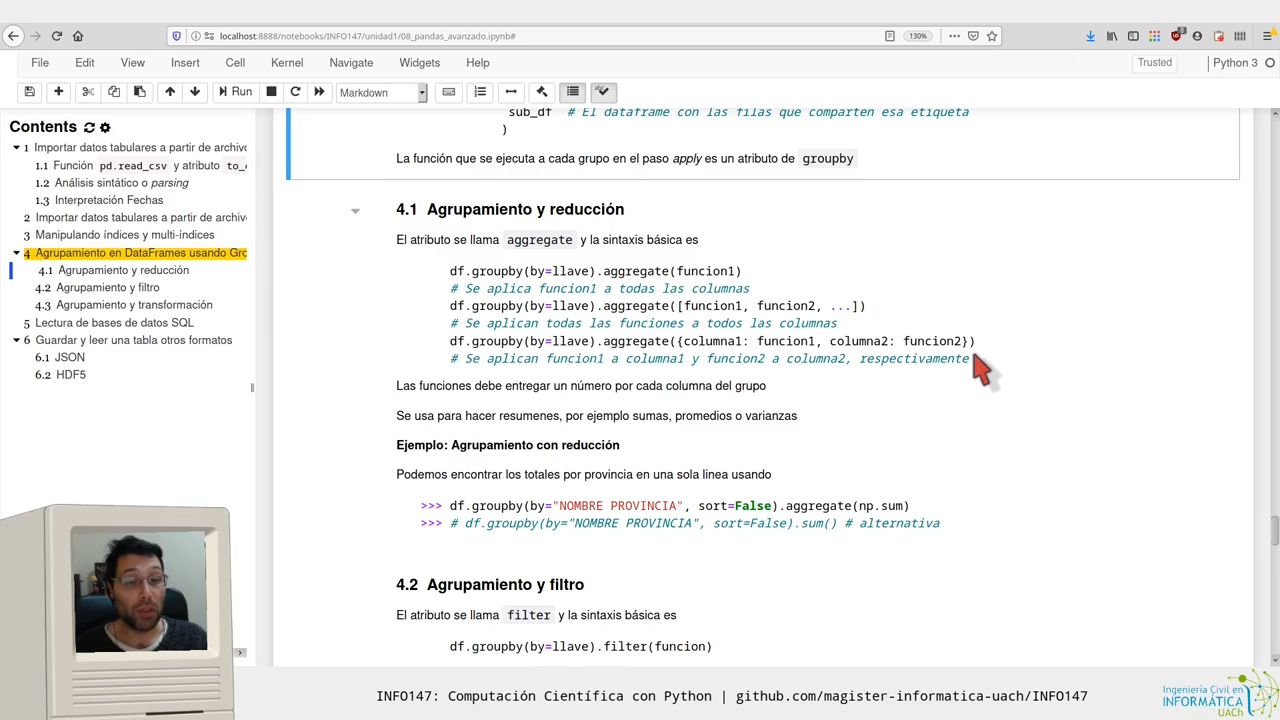 localhost:8888/notebooks/INFO147/unidad1/08_pandas_avanzado.ipynb#
130%
File Edit View Insert Cell Kernel Navigate Widgets Help
Trusted
Python 3
Run
Markdown
Contents
1 Importar datos tabulares a partir de archivo
1.1 Función pd.read_csv y atributo to_
1.2 Análisis sintático o parsing
1.3 Interpretación Fechas
2 Importar datos tabulares a partir de archivo
3 Manipulando índices y multi-índices
4 Agrupamiento en DataFrames usando Gro
4.1 Agrupamiento y reducción
4.2 Agrupamiento y filtro
4.3 Agrupamiento y transformación
5 Lectura de bases de datos SQL
6 Guardar y leer una tabla otros formatos
6.1 JSON
6.2 HDF5
sub_df # El dataframe con las filas que comparten esa etiqueta
)
La función que se ejecuta a cada grupo en el paso apply es un atributo de groupby
4.1 Agrupamiento y reducción
El atributo se llama aggregate y la sintaxis básica es
df.groupby(by=llave).aggregate(funcion1)
# Se aplica funcion1 a todas las columnas
df.groupby(by=llave).aggregate([funcion1, funcion2, ...])
# Se aplican todas las funciones a todos las columnas
df.groupby(by=llave).aggregate({columna1: funcion1, columna2: funcion2})
# Se aplican funcion1 a columna1 y funcion2 a columna2, respectivamente
Las funciones debe entregar un número por cada columna del grupo
Se usa para hacer resumenes, por ejemplo sumas, promedios o varianzas
Ejemplo: Agrupamiento con reducción
Podemos encontrar los totales por provincia en una sola linea usando
>>> df.groupby(by="NOMBRE PROVINCIA", sort=False).aggregate(np.sum)
>>> # df.groupby(by="NOMBRE PROVINCIA", sort=False).sum() # alternativa
4.2 Agrupamiento y filtro
El atributo se llama filter y la sintaxis básica es
df.groupby(by=llave).filter(funcion)
INFO147: Computación Científica con Python | github.com/magister-informatica-uach/INFO147
Ingeniería Civil en
INFORMÁTICA
UACh